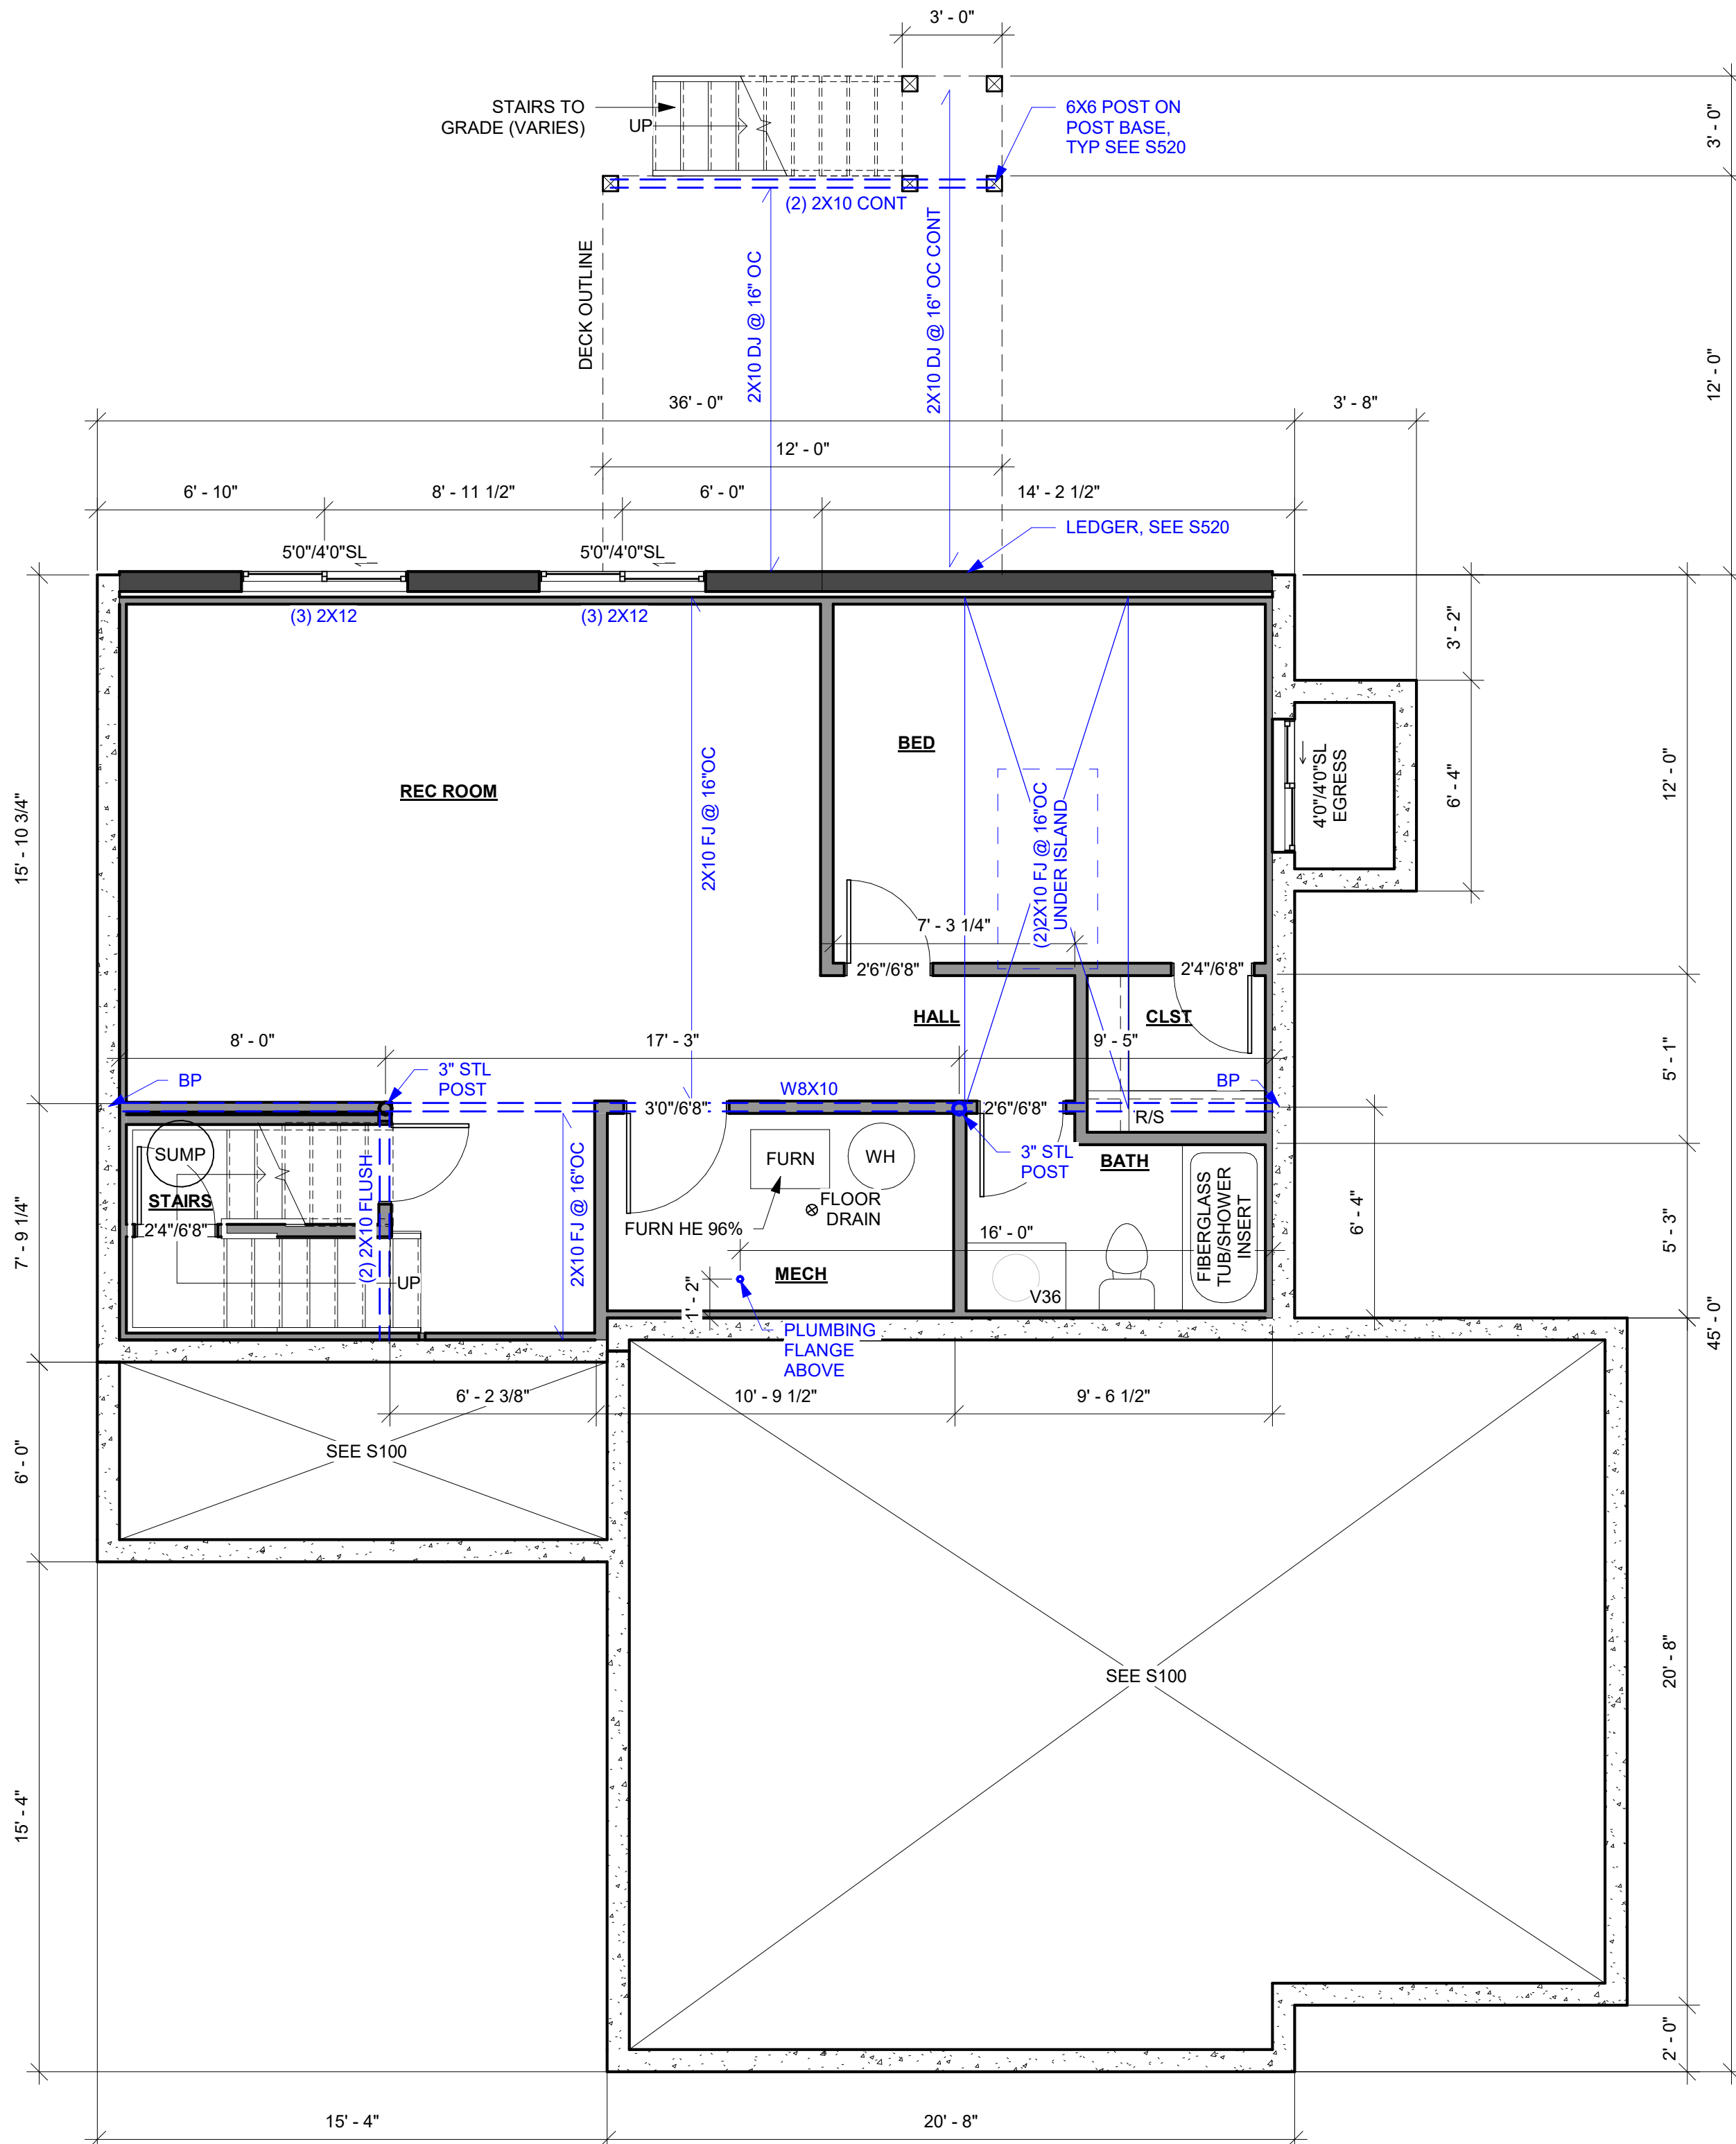 3' - 0"
STAIRS TO
GRADE (VARIES)
UP
6X6 POST ON
POST BASE,
TYP SEE S520
3' - 0"
(2) 2X10 CONT
DECK OUTLINE
2X10 DJ @ 16" OC
2X10 DJ @ 16" OC CONT
12' - 0"
36' - 0"
3' - 8"
12' - 0"
6' - 10"
8' - 11 1/2"
6' - 0"
14' - 2 1/2"
LEDGER, SEE S520
5'0"/4'0"SL
5'0"/4'0"SL
(3) 2X12
(3) 2X12
3' - 2"
BED
REC ROOM
2X10 FJ @ 16"OC
(2)2X10 FJ @ 16"OC
UNDER ISLAND
4'0"/4'0"SL
EGRESS
6' - 4"
12' - 0"
15' - 10 3/4"
7' - 3 1/4"
2'6"/6'8"
2'4"/6'8"
HALL
CLST
8' - 0"
17' - 3"
9' - 5"
5' - 1"
BP
3" STL
POST
W8X10
BP
3'0"/6'8"
2'6"/6'8"
R/S
SUMP
FURN
WH
3" STL
POST
BATH
STAIRS
2'4"/6'8"
(2) 2X10 FLUSH
2X10 FJ @ 16"OC
FLOOR
DRAIN
FURN HE 96%
16' - 0"
FIBERGLASS
TUB/SHOWER
INSERT
6' - 4"
5' - 3"
7' - 9 1/4"
UP
MECH
V36
1' - 2"
PLUMBING
FLANGE
ABOVE
45' - 0"
6' - 2 3/8"
10' - 9 1/2"
9' - 6 1/2"
SEE S100
6' - 0"
SEE S100
20' - 8"
15' - 4"
2' - 0"
15' - 4"
20' - 8"